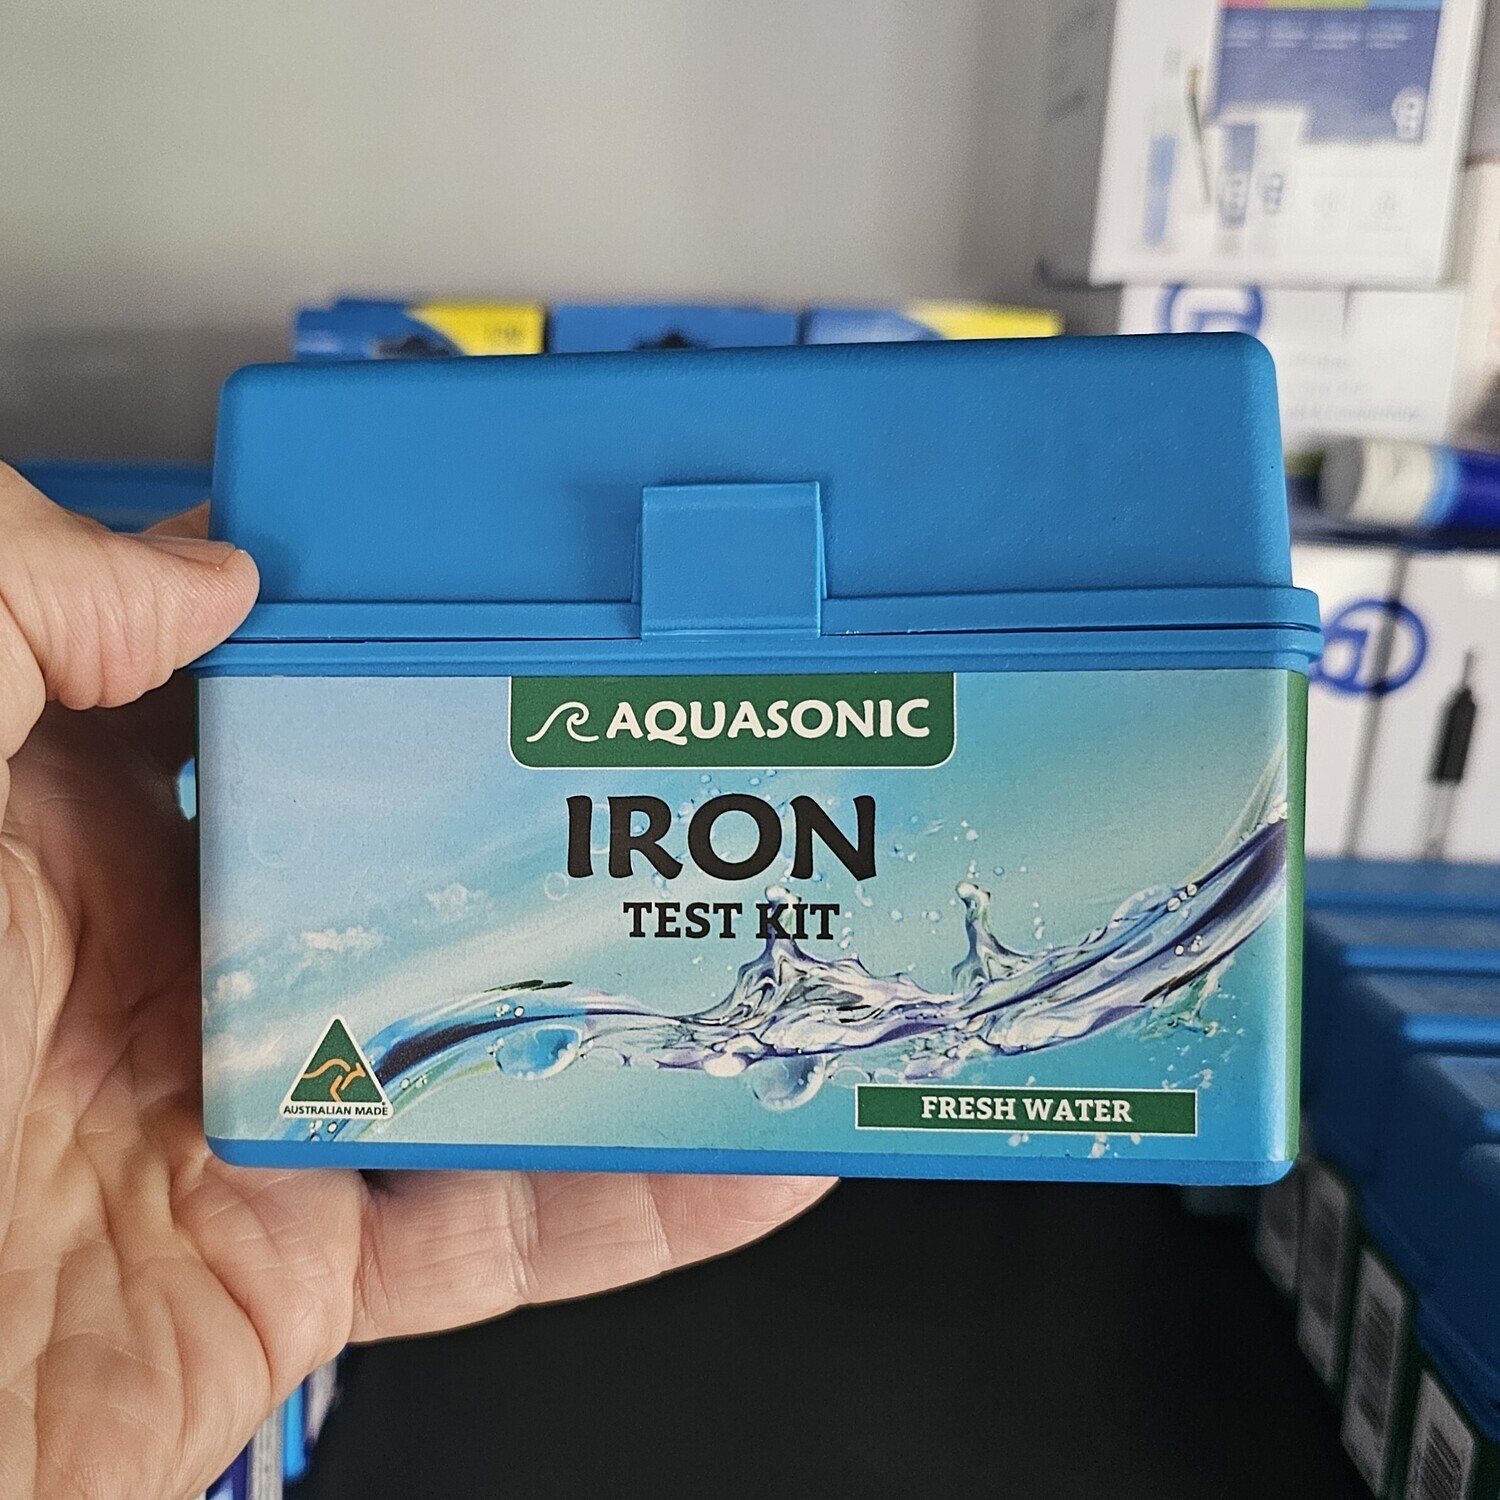 AQUASONIC
IRON
TEST KIT
AUSTRALIAN MADE
FRESH WATER